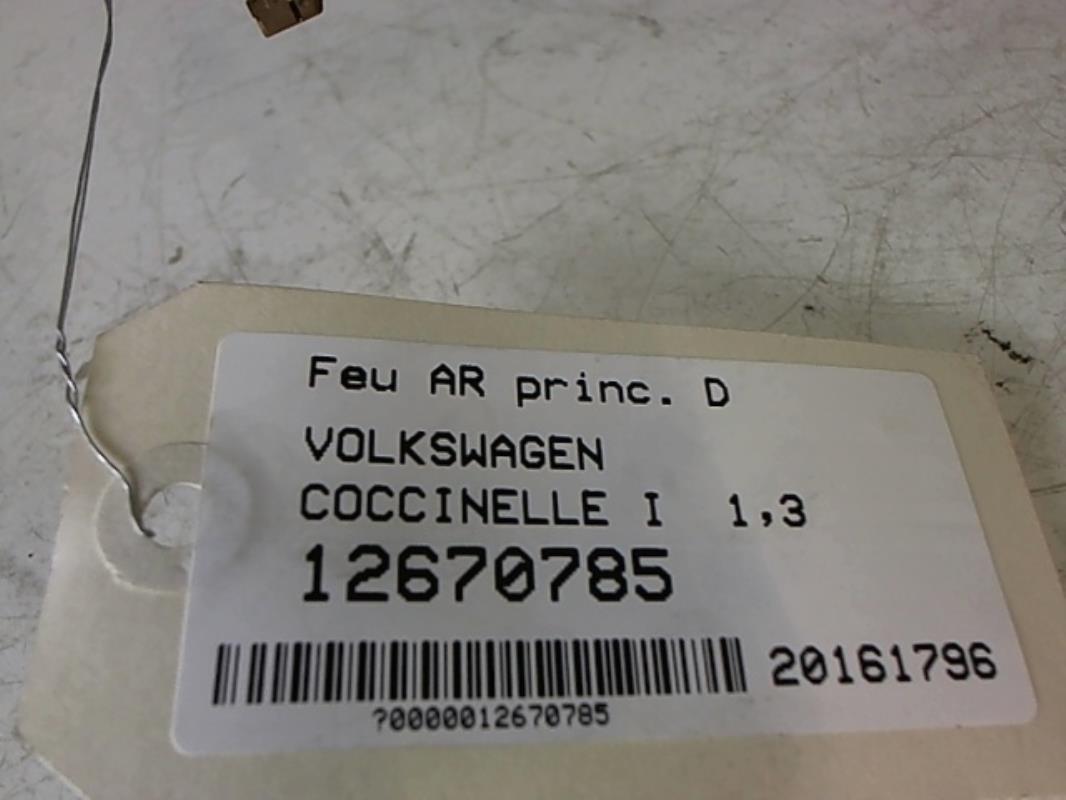 Feu AR princ. D
VOLKSWAGEN
COCCINELLE I 1,3
12670785
20161796
?0000012670785